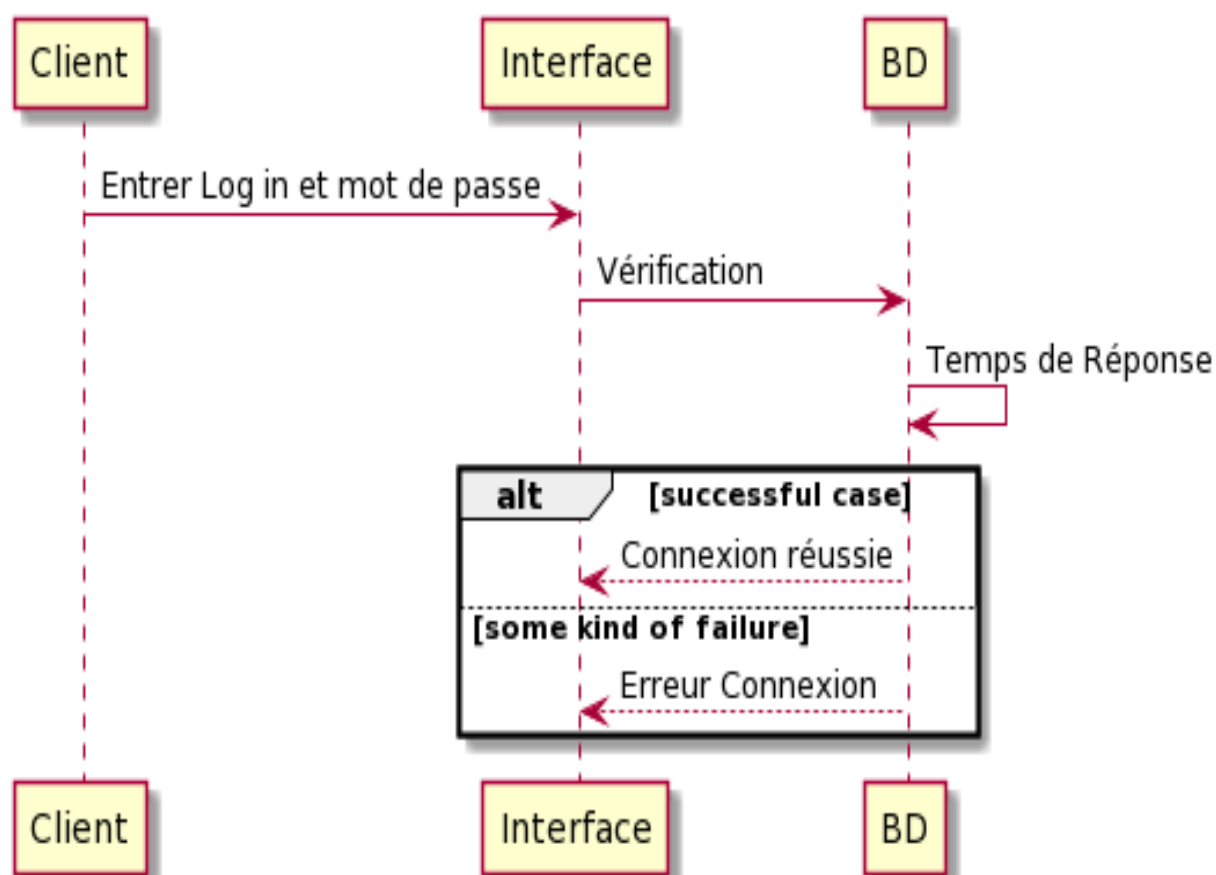 Client
Interface
BD
Entrer Log in et mot de passe
Vérification
Temps de Réponse
alt
[successful case]
Connexion réussie
[some kind of failure]
Erreur Connexion
Client
Interface
BD